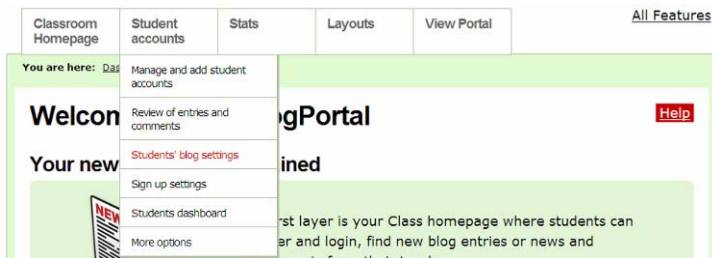 All Features
Classroom Homepage
Student accounts
Stats
Layouts
View Portal
You are here: Das
Manage and add student
accounts
Review of entries and
comments
Students' blog settings
Sign up settings
Students dashboard
More options
Welcom
ogPortal
Help
Your new
ined
NEW
rst layer is your Class homepage where students can
er and login, find new blog entries or news and